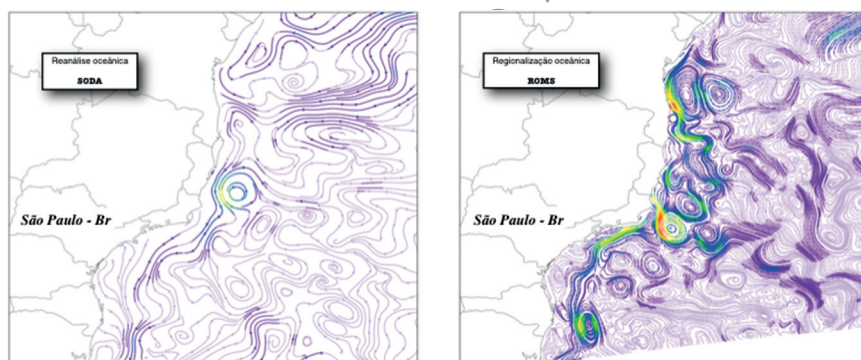 Reanálise oceânica
SODA
São Paulo - Br
Regionalização oceânica
ROMS
São Paulo - Br